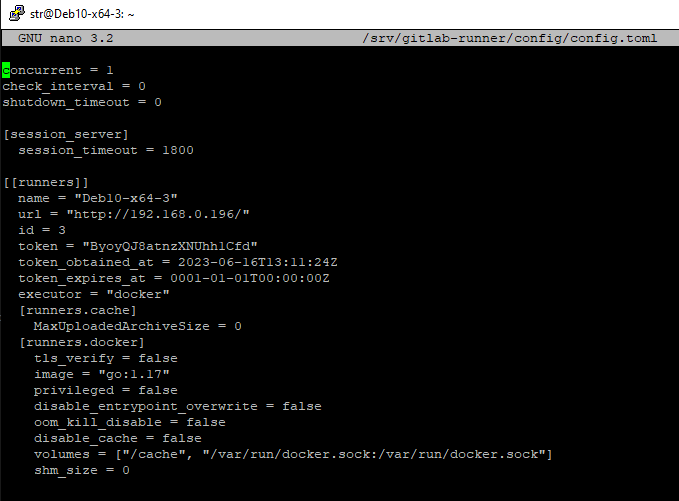 str@Deb10-x64-3: ~
GNU nano 3.2 /srv/gitlab-runner/config/config.toml
concurrent = 1
check_interval = 0
shutdown_timeout = 0
[session_server]
session_timeout = 1800
[[runners]]
name = "Deb10-x64-3"
url = "http://192.168.0.196/"
id = 3
token = "ByoyQJ8atnzXNUhh1Cfd"
token_obtained_at = 2023-06-16T13:11:24Z
token_expires_at = 0001-01-01T00:00:00Z
executor = "docker"
[runners.cache]
MaxUploadedArchiveSize = 0
[runners.docker]
tls_verify = false
image = "go:1.17"
privileged = false
disable_entrypoint_overwrite = false
oom_kill_disable = false
disable_cache = false
volumes = ["/cache", "/var/run/docker.sock:/var/run/docker.sock"]
shm_size = 0